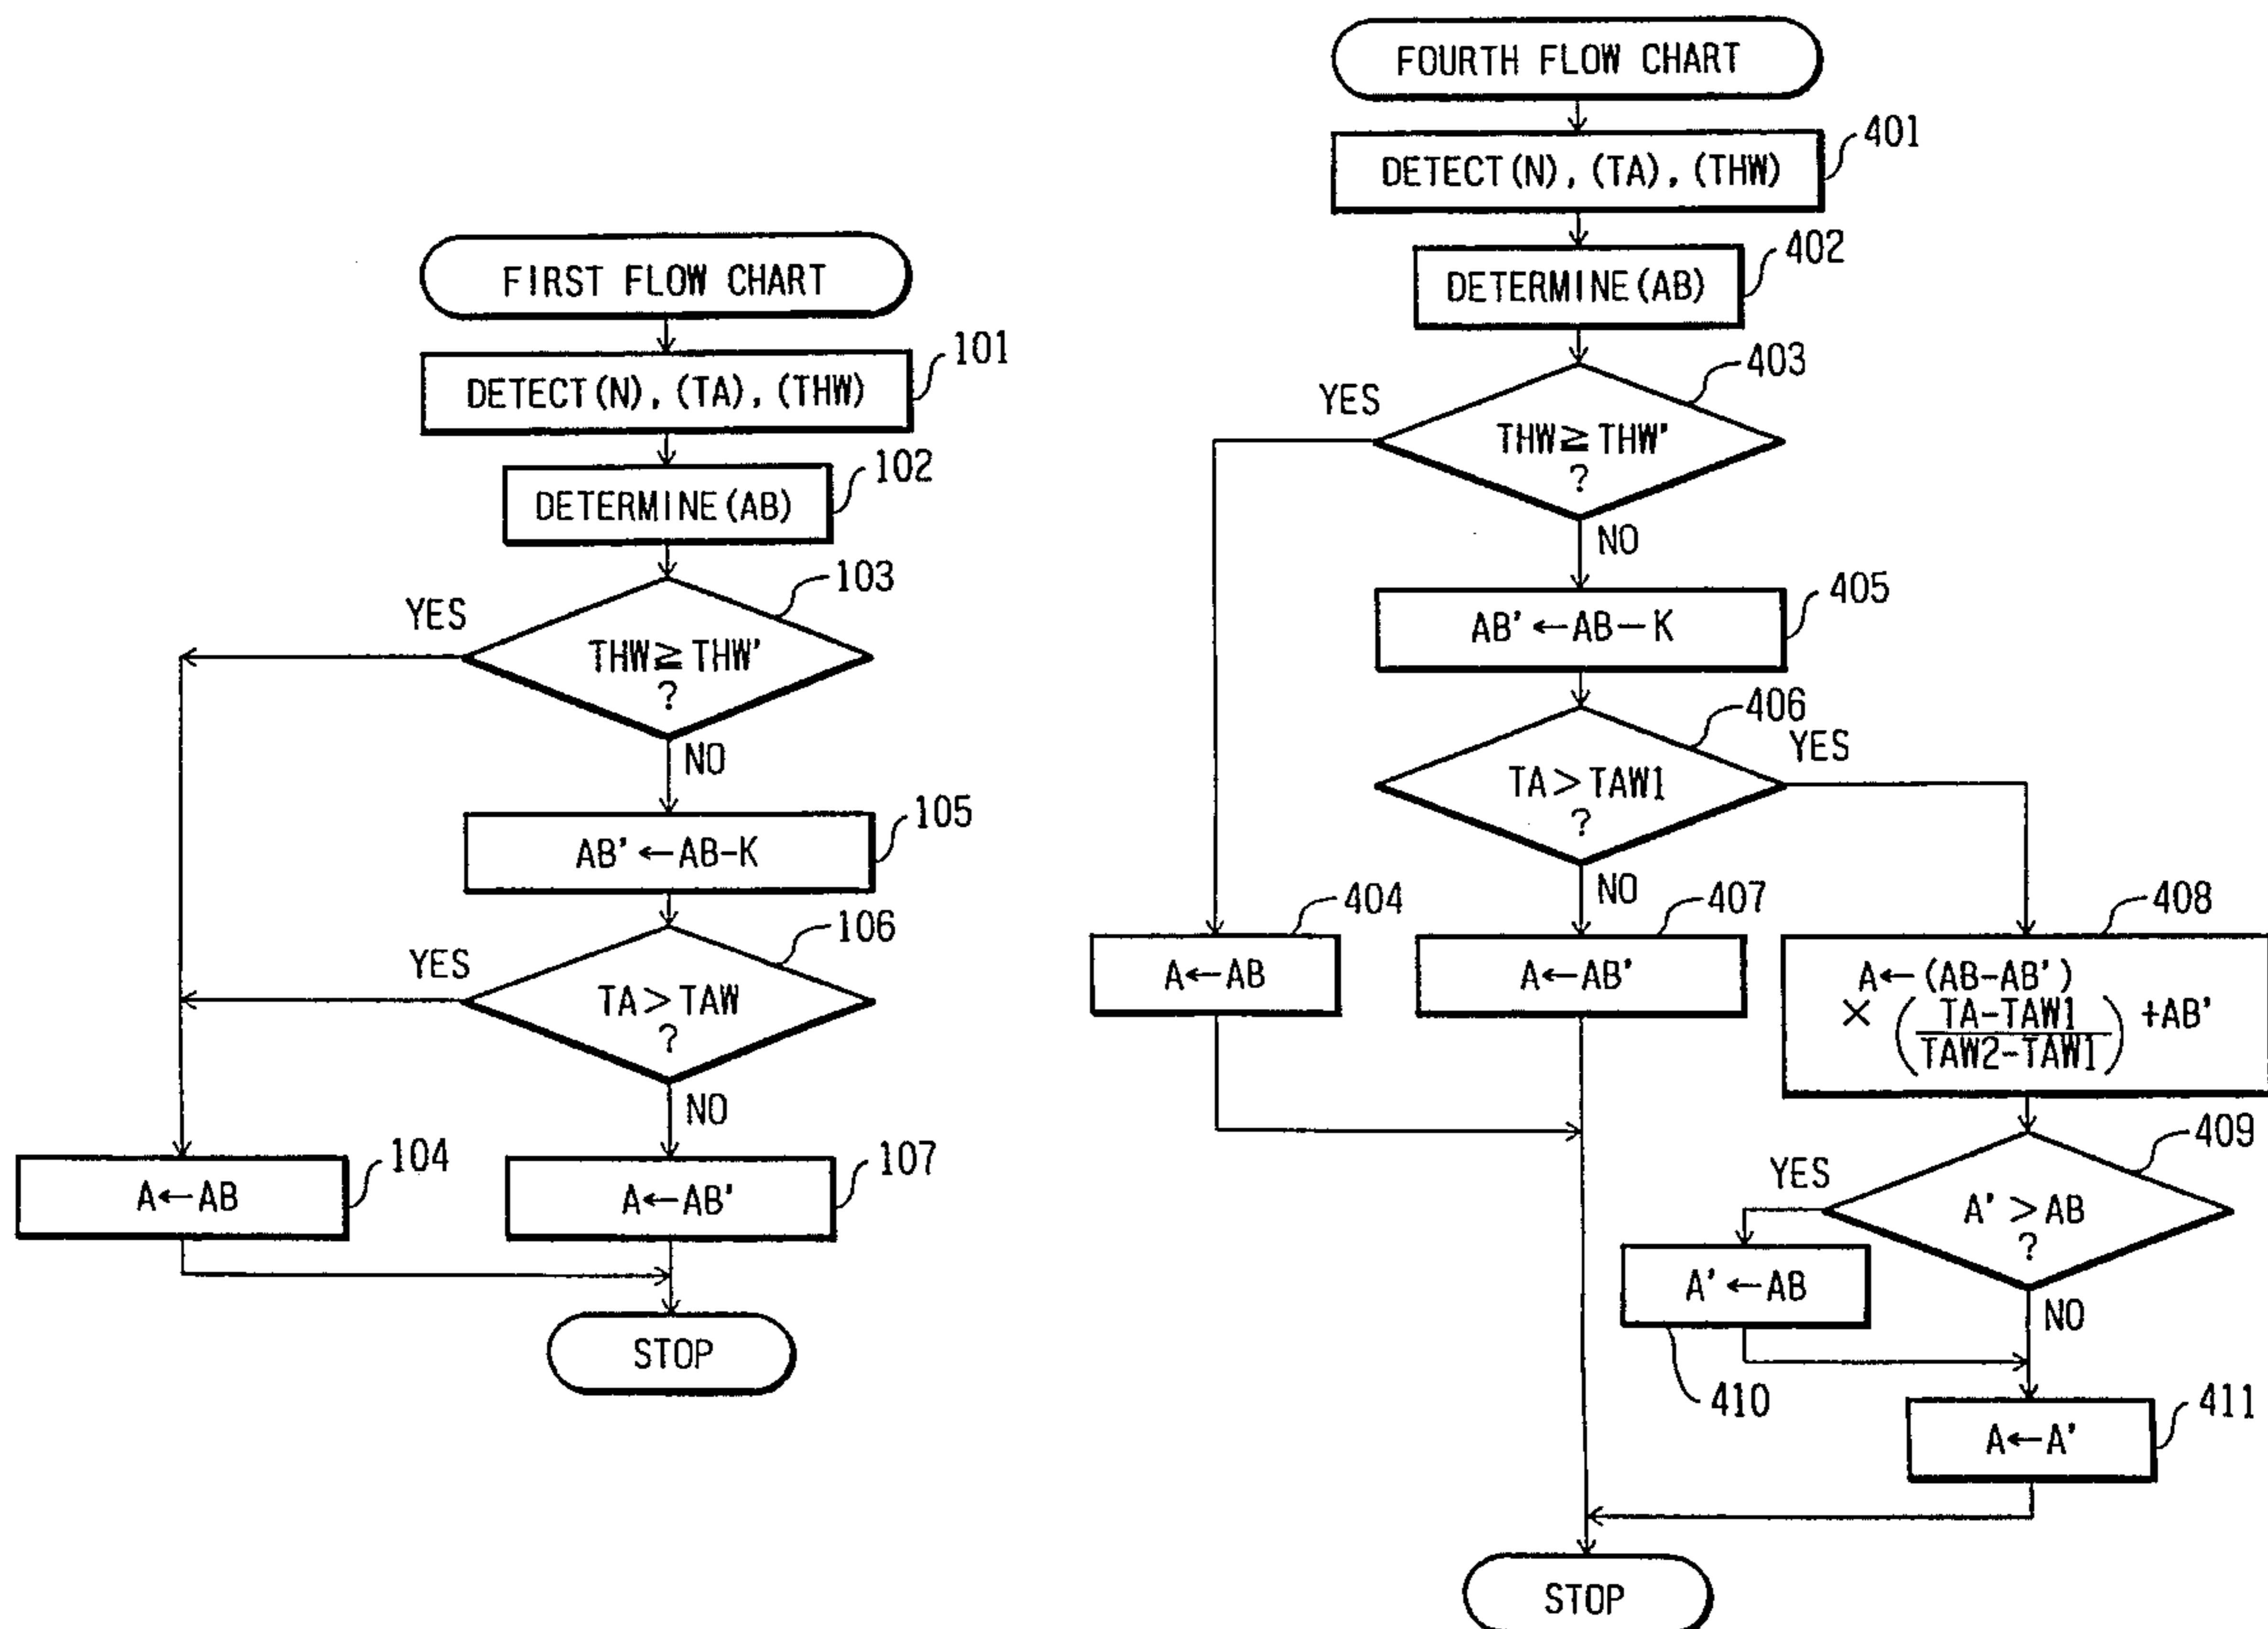 FIRST FLOW CHART
DETECT(N), (TA), (THW)
101
DETERMINE(AB)
102
103
YES
THW≧THW'
?
NO
105
AB'←AB-K
106
YES
TA>TAW
?
NO
104
A←AB
107
A←AB'
STOP
FOURTH FLOW CHART
401
DETECT(N), (TA), (THW)
402
DETERMINE(AB)
403
YES
THW≧THW'
?
NO
405
AB'←AB-K
406
YES
TA>TAW1
?
NO
404
A←AB
407
A←AB'
408
A←(AB-AB')
×(TA-TAW1/TAW2-TAW1)+AB'
409
YES
A'>AB
?
NO
A'←AB
410
411
A←A'
STOP